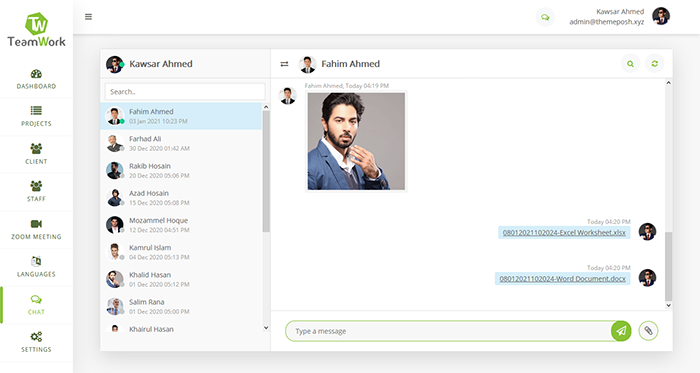 TW
TeamWork
DASHBOARD
PROJECTS
CLIENT
STAFF
ZOOM MEETING
LANGUAGES
CHAT
SETTINGS
Kawsar Ahmed
admin@themeposh.xyz
Kawsar Ahmed
Search..
Fahim Ahmed
03 Jan 2021 10:23 PM
Farhad Ali
30 Dec 2020 01:42 AM
Rakib Hosain
20 Dec 2020 05:06 PM
Azad Hosain
15 Dec 2020 05:08 PM
Mozammel Hoque
12 Dec 2020 04:51 PM
Kamrul Islam
04 Dec 2020 05:13 PM
Khalid Hasan
01 Dec 2020 05:12 PM
Salim Rana
01 Dec 2020 05:00 PM
Khairul Hasan
Fahim Ahmed
Fahim Ahmed, Today 04:19 PM
Today 04:20 PM
08012021102024-Excel Worksheet.xlsx
Today 04:20 PM
08012021102024-Word Document.docx
Type a message